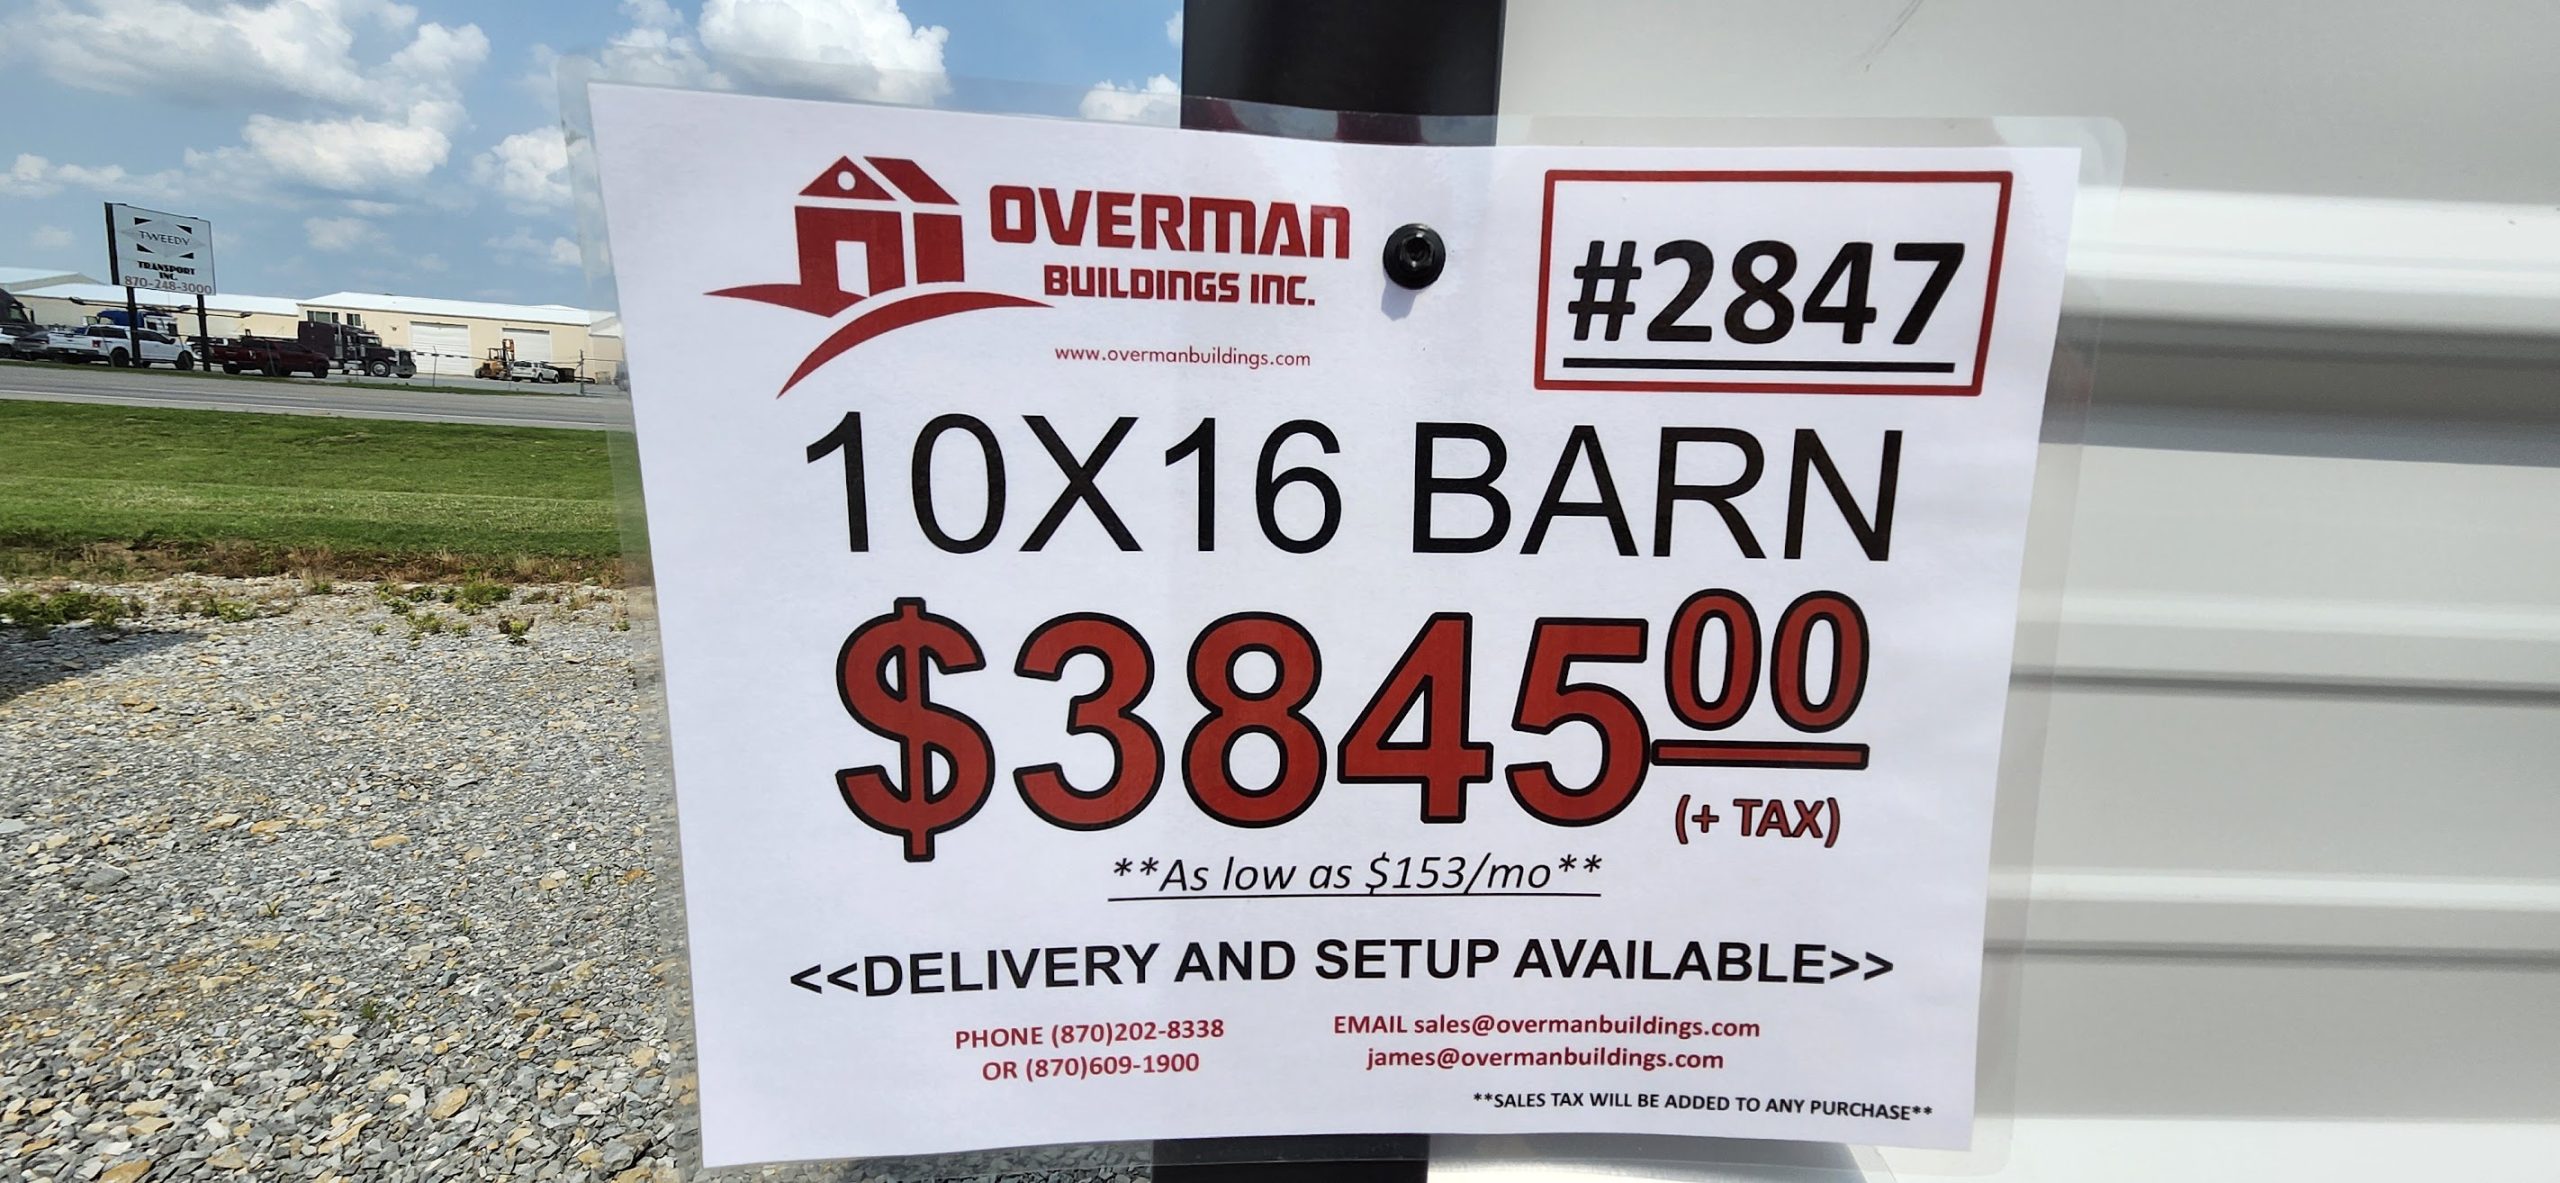 TWEEDY
TRANSPORT
INC.
870-248-3000
OVERMAN
BUILDINGS INC.
www.overmanbuildings.com
#2847
10X16 BARN
$384500
(+ TAX)
**As low as $153/mo**
<<DELIVERY AND SETUP AVAILABLE>>
PHONE (870)202-8338
OR (870)609-1900
EMAIL sales@overmanbuildings.com
james@overmanbuildings.com
**SALES TAX WILL BE ADDED TO ANY PURCHASE**